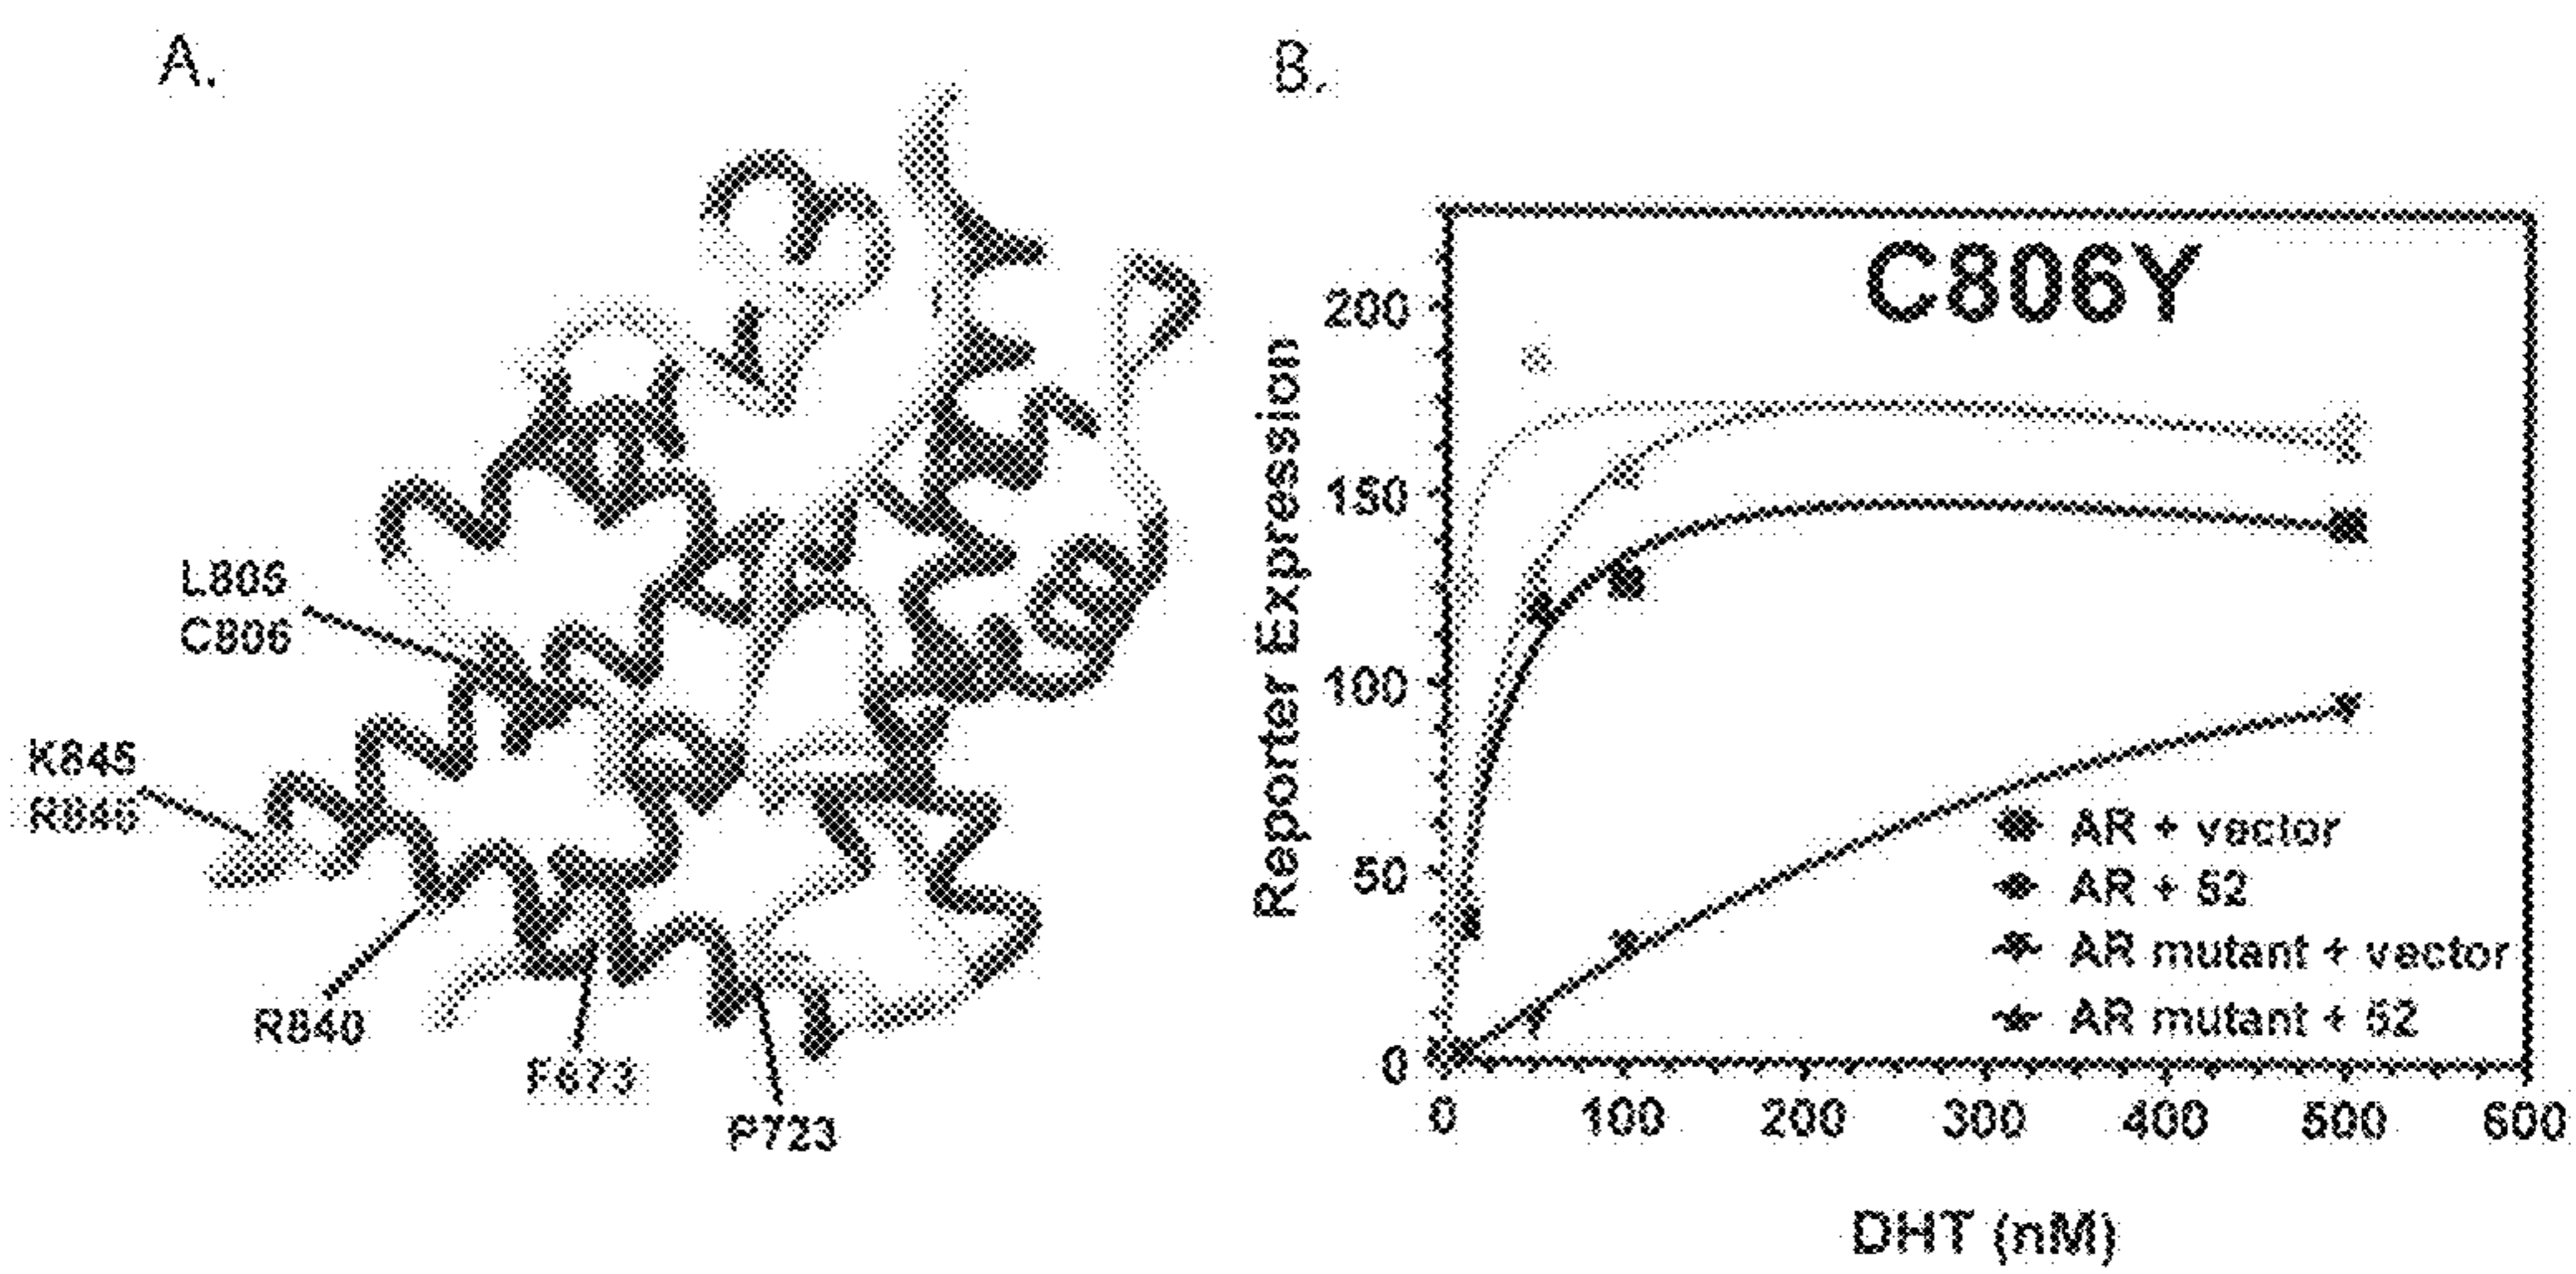 A.
B.
L805
C806
K845
R846
R840
F673
P723
C806Y
Reporter Expression
200
150
100
50
0
AR + vector
AR + 52
AR mutant + vector
AR mutant + 52
0 100 200 300 400 500 600
DHT (nM)